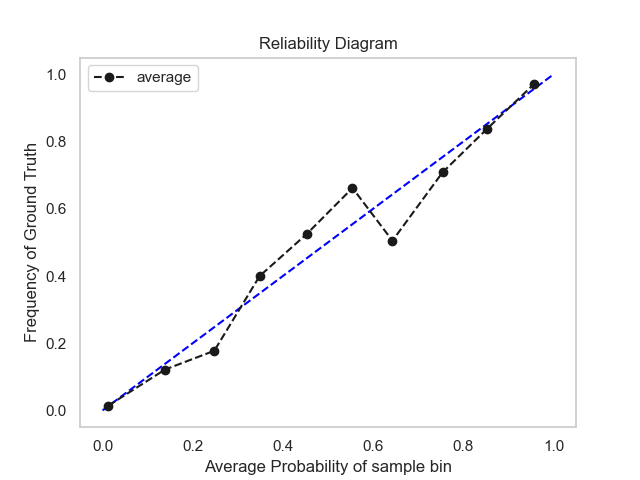 Reliability Diagram
average
Frequency of Ground Truth
1.0
0.8
0.6
0.4
0.2
0.0
0.0 0.2 0.4 0.6 0.8 1.0
Average Probability of sample bin